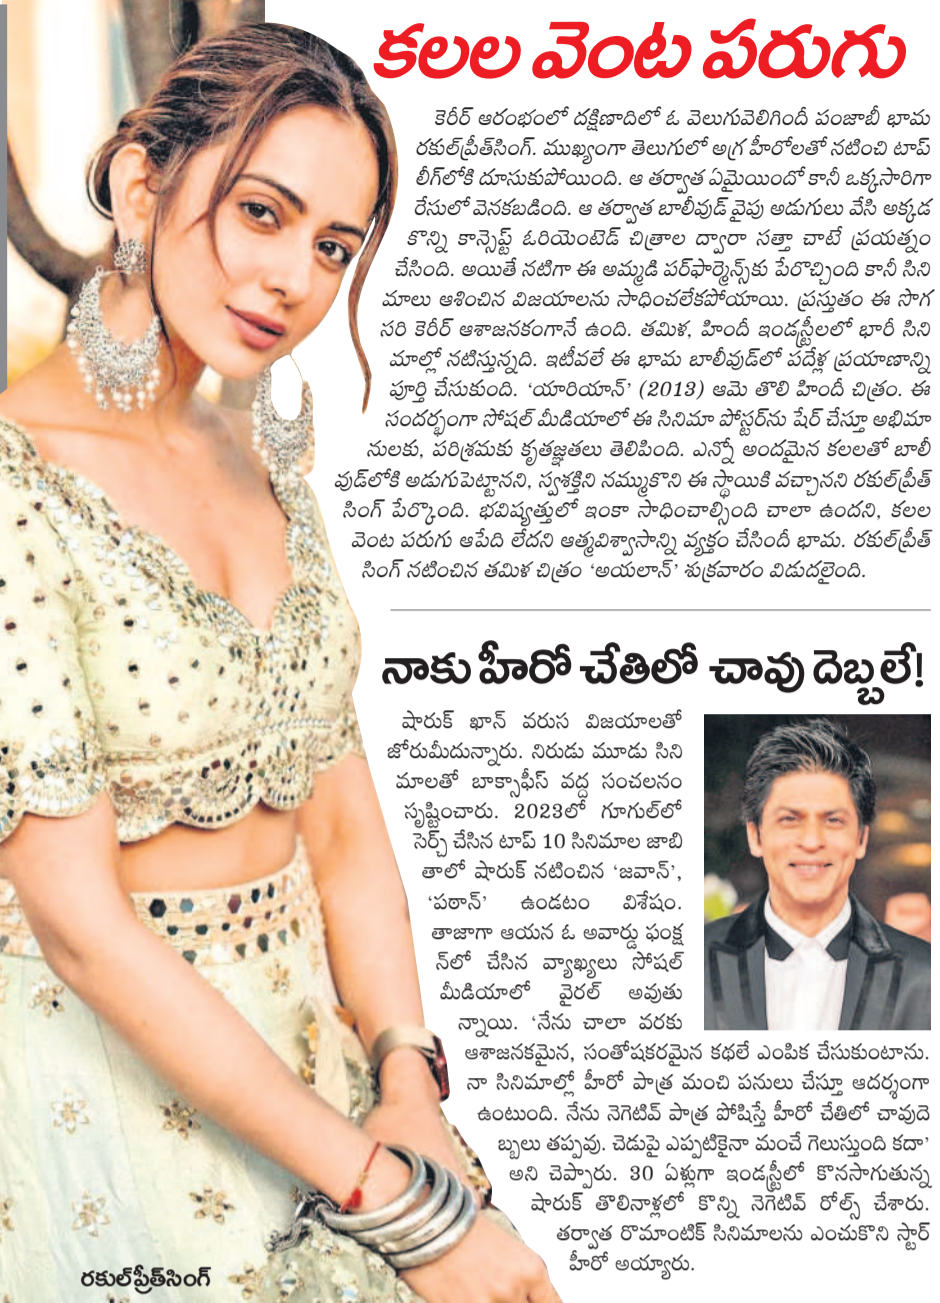 కలల వెంట పరుగు
కెరీర్ ఆరంభంలో దక్షిణాదిలో ఓ వెలుగువెలిగిందీ పంజాబీ భామ
రకుల్‌ప్రీత్‌సింగ్. ముఖ్యంగా తెలుగులో అగ్ర హీరోలతో నటించి టాప్
లీగ్‌లోకి దూసుకుపోయింది. ఆ తర్వాత ఏమైయిందో కానీ ఒక్కసారిగా
రేసులో వెనకబడింది. ఆ తర్వాత బాలీవుడ్ వైపు అడుగులు వేసి అక్కడ
కొన్ని కాన్సెప్ట్ ఓరియెంటెడ్ చిత్రాల ద్వారా సత్తా చాటే ప్రయత్నం
చేసింది. అయితే నటిగా ఈ అమ్మడి పర్‌ఫార్మెన్స్‌కు పేరొచ్చింది కానీ సిని
మాలు ఆశించిన విజయాలను సాధించలేకపోయాయి. ప్రస్తుతం ఈ సొగ
సరి కెరీర్ ఆశాజనకంగానే ఉంది. తమిళ, హిందీ ఇండస్ట్రీలలో భారీ సిని
మాల్లో నటిస్తున్నది. ఇటీవలే ఈ భామ బాలీవుడ్‌లో పదేళ్ల ప్రయాణాన్ని
పూర్తి చేసుకుంది. ‘యారియాన్’ (2013) ఆమె తొలి హిందీ చిత్రం. ఈ
సందర్భంగా సోషల్ మీడియాలో ఈ సినిమా పోస్టర్‌ను షేర్ చేస్తూ అభిమా
నులకు, పరిశ్రమకు కృతజ్ఞతలు తెలిపింది. ఎన్నో అందమైన కలలతో బాలీ
వుడ్‌లోకి అడుగుపెట్టానని, స్వశక్తిని నమ్ముకొని ఈ స్థాయికి వచ్చానని రకుల్‌ప్రీత్
సింగ్ పేర్కొంది. భవిష్యత్తులో ఇంకా సాధించాల్సింది చాలా ఉందని, కలల
వెంట పరుగు ఆపేది లేదని ఆత్మవిశ్వాసాన్ని వ్యక్తం చేసిందీ భామ. రకుల్‌ప్రీత్
సింగ్ నటించిన తమిళ చిత్రం ‘అయలాన్’ శుక్రవారం విడుదలైంది.
నాకు హీరో చేతిలో చావు దెబ్బలే!
షారుక్ ఖాన్ వరుస విజయాలతో
జోరుమీదున్నారు. నిరుడు మూడు సిని
మాలతో బాక్సాఫీస్ వద్ద సంచలనం
సృష్టించారు. 2023లో గూగుల్‌లో
సెర్చ్ చేసిన టాప్ 10 సినిమాల జాబి
తాలో షారుక్ నటించిన ‘జవాన్’,
‘పఠాన్’ ఉండటం విశేషం.
తాజాగా ఆయన ఓ అవార్డు ఫంక్ష
న్‌లో చేసిన వ్యాఖ్యలు సోషల్
మీడియాలో వైరల్ అవుతు
న్నాయి. ‘నేను చాలా వరకు
ఆశాజనకమైన, సంతోషకరమైన కథలే ఎంపిక చేసుకుంటాను.
నా సినిమాల్లో హీరో పాత్ర మంచి పనులు చేస్తూ ఆదర్శంగా
ఉంటుంది. నేను నెగెటివ్ పాత్ర పోషిస్తే హీరో చేతిలో చావుదె
బ్బలు తప్పవు. చెడుపై ఎప్పటికైనా మంచే గెలుస్తుంది కదా’
అని చెప్పారు. 30 ఏళ్లుగా ఇండస్ట్రీలో కొనసాగుతున్న
షారుక్ తొలినాళ్లలో కొన్ని నెగెటివ్ రోల్స్ చేశారు.
తర్వాత రొమాంటిక్ సినిమాలను ఎంచుకొని స్టార్
హీరో అయ్యారు.
రకుల్‌ప్రీత్‌సింగ్